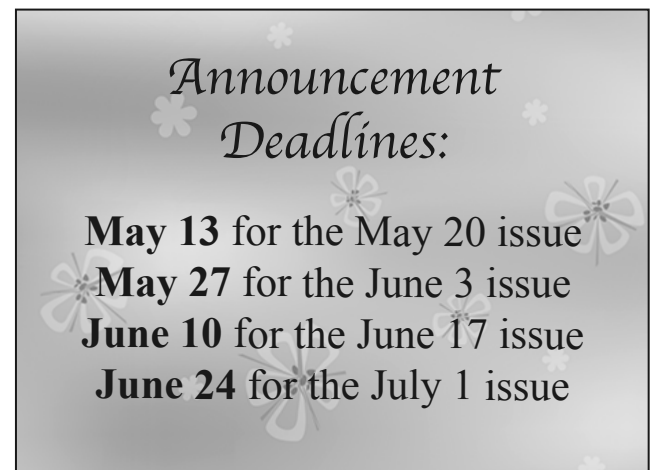 Announcement
Deadlines:
May 13 for the May 20 issue
May 27 for the June 3 issue
June 10 for the June 17 issue
June 24 for the July 1 issue